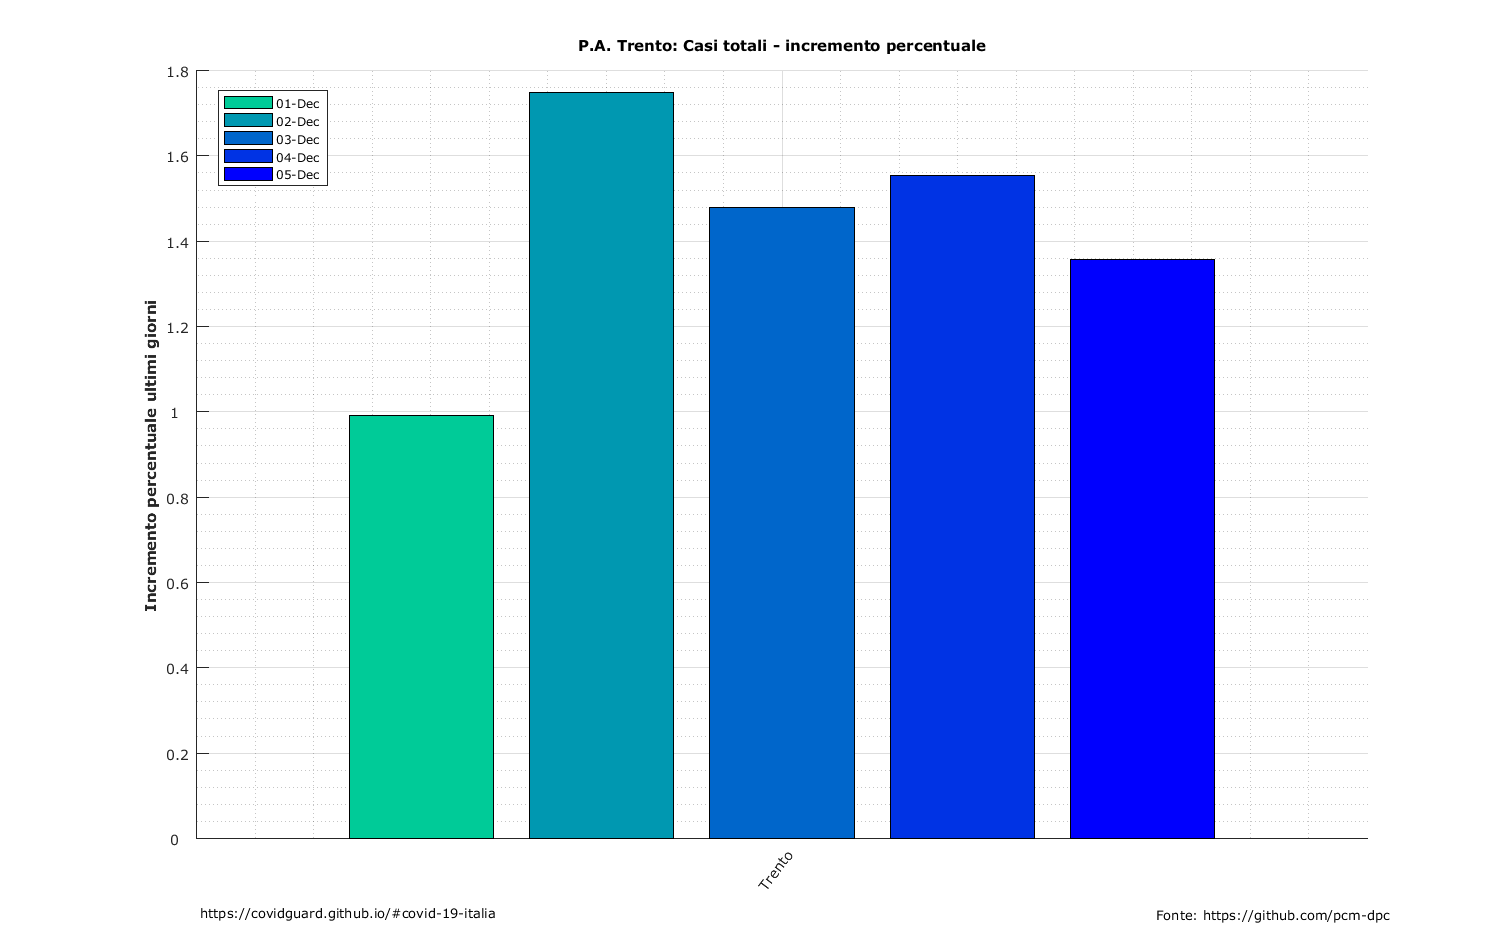 P.A. Trento: Casi totali - incremento percentuale
1.8
1.6
1.4
1.2
1
0.8
0.6
0.4
0.2
0
Incremento percentuale ultimi giorni
01-Dec
02-Dec
03-Dec
04-Dec
05-Dec
Trento
https://covidguard.github.io/#covid-19-italia
Fonte: https://github.com/pcm-dpc